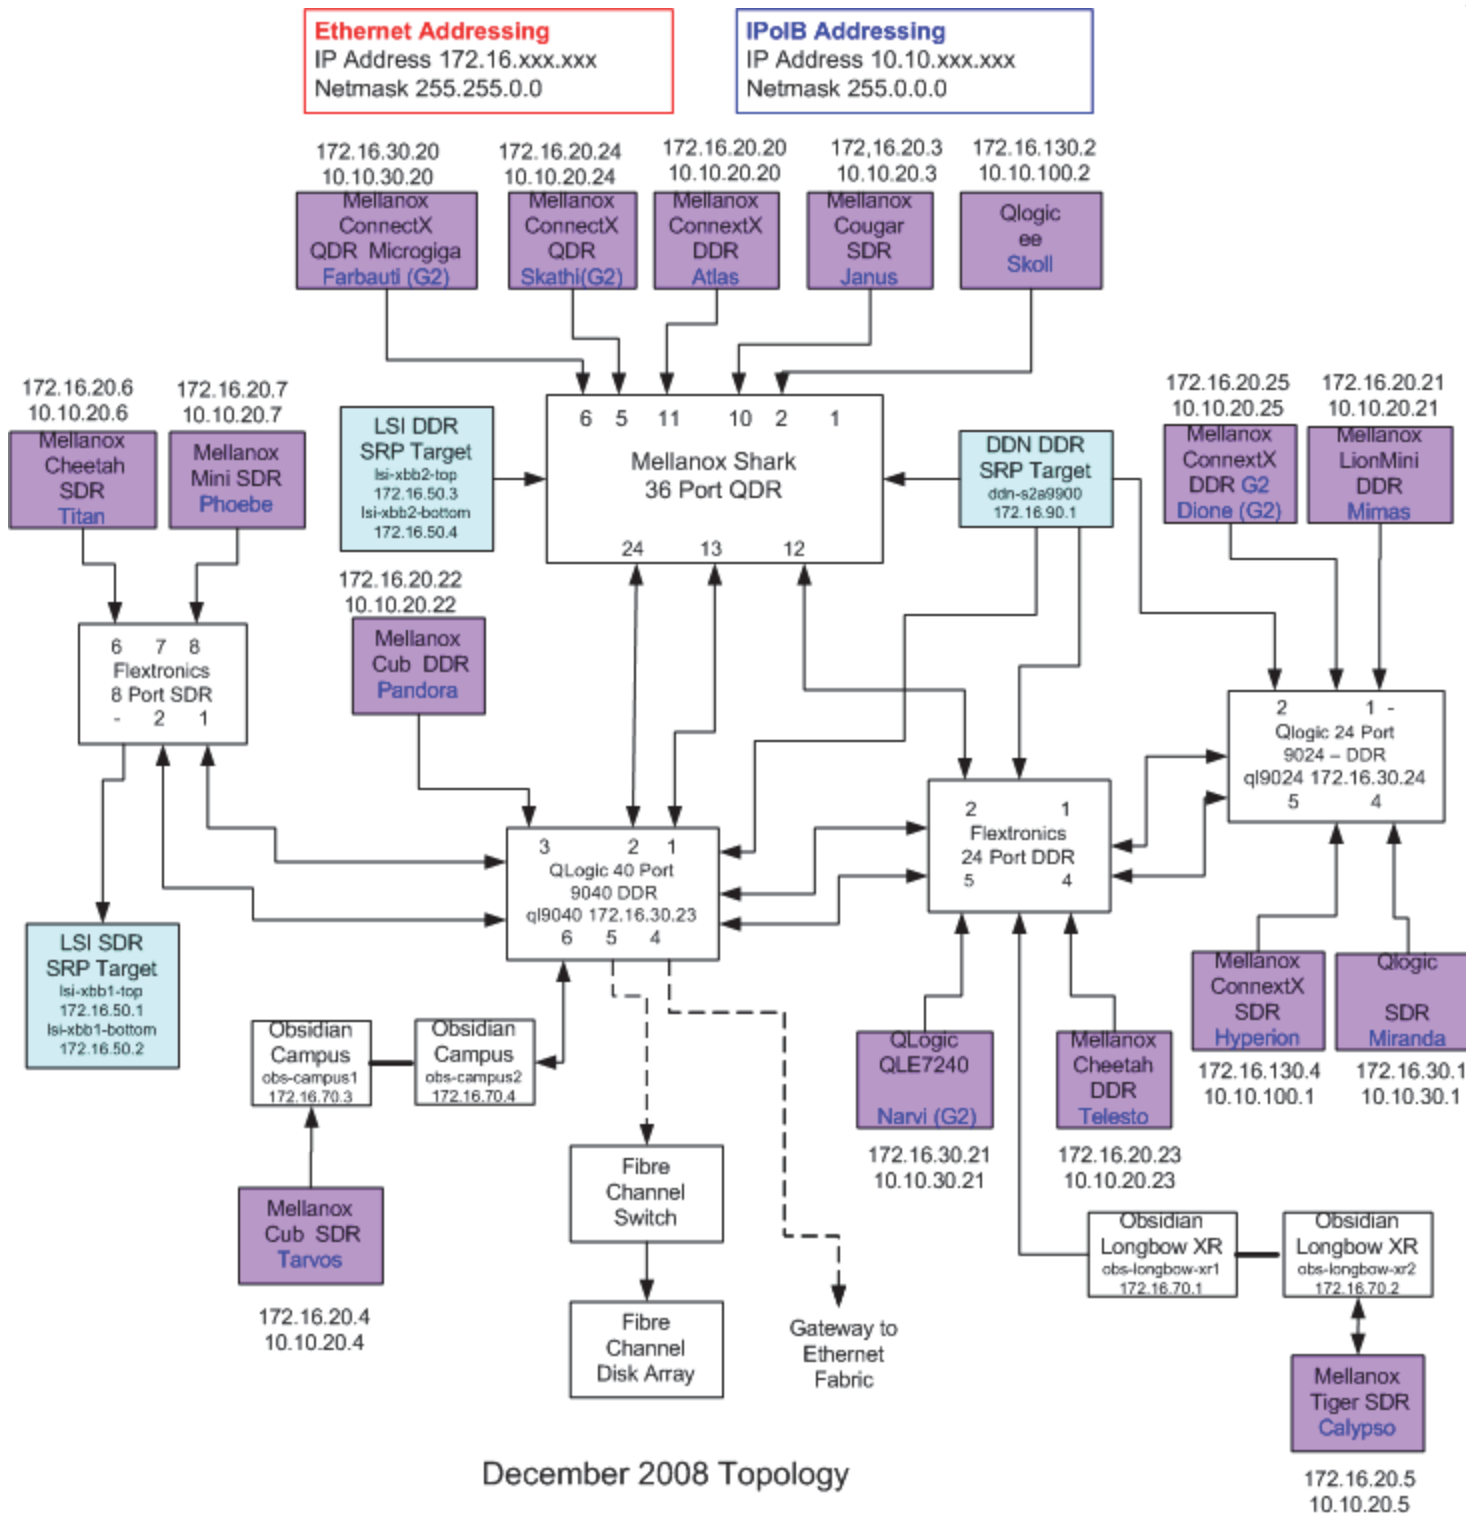 Ethernet Addressing
IP Address 172.16.xxx.xxx
Netmask 255.255.0.0
IPoIB Addressing
IP Address 10.10.xxx.xxx
Netmask 255.0.0.0
172.16.30.20
10.10.30.20
Mellanox
ConnectX
QDR Microgiga
Farbauti (G2)
172.16.20.24
10.10.20.24
Mellanox
ConnectX
QDR
Skathi(G2)
172.16.20.20
10.10.20.20
Mellanox
ConnextX
DDR
Atlas
172,16.20.3
10.10.20.3
Mellanox
Cougar
SDR
Janus
172.16.130.2
10.10.100.2
Qlogic
ee
Skoll
172.16.20.6
10.10.20.6
Mellanox
Cheetah
SDR
Titan
172.16.20.7
10.10.20.7
Mellanox
Mini SDR
Phoebe
LSI DDR
SRP Target
lsi-xbb2-top
172.16.50.3
lsi-xbb2-bottom
172.16.50.4
6 5 11 10 2 1
Mellanox Shark
36 Port QDR
24 13 12
DDN DDR
SRP Target
ddn-s2a9900
172.16.90.1
172.16.20.25
10.10.20.25
Mellanox
ConnextX
DDR G2
Dione (G2)
172.16.20.21
10.10.20.21
Mellanox
LionMini
DDR
Mimas
172.16.20.22
10.10.20.22
Mellanox
Cub DDR
Pandora
6 7 8
Flextronics
8 Port SDR
- 2 1
2 1 -
Qlogic 24 Port
9024 – DDR
ql9024 172.16.30.24
5 4
3 2 1
QLogic 40 Port
9040 DDR
ql9040 172.16.30.23
6 5 4
2 1
Flextronics
24 Port DDR
5 4
LSI SDR
SRP Target
lsi-xbb1-top
172.16.50.1
lsi-xbb1-bottom
172.16.50.2
Obsidian
Campus
obs-campus1
172.16.70.3
Obsidian
Campus
obs-campus2
172.16.70.4
Mellanox
ConnextX
SDR
Hyperion
172.16.130.4
10.10.100.1
Qlogic
SDR
Miranda
172.16.30.1
10.10.30.1
QLogic
QLE7240
Narvi (G2)
172.16.30.21
10.10.30.21
Mellanox
Cheetah
DDR
Telesto
172.16.20.23
10.10.20.23
Mellanox
Cub SDR
Tarvos
172.16.20.4
10.10.20.4
Fibre
Channel
Switch
Fibre
Channel
Disk Array
Gateway to
Ethernet
Fabric
Obsidian
Longbow XR
obs-longbow-xr1
172.16.70.1
Obsidian
Longbow XR
obs-longbow-xr2
172.16.70.2
Mellanox
Tiger SDR
Calypso
172.16.20.5
10.10.20.5
December 2008 Topology